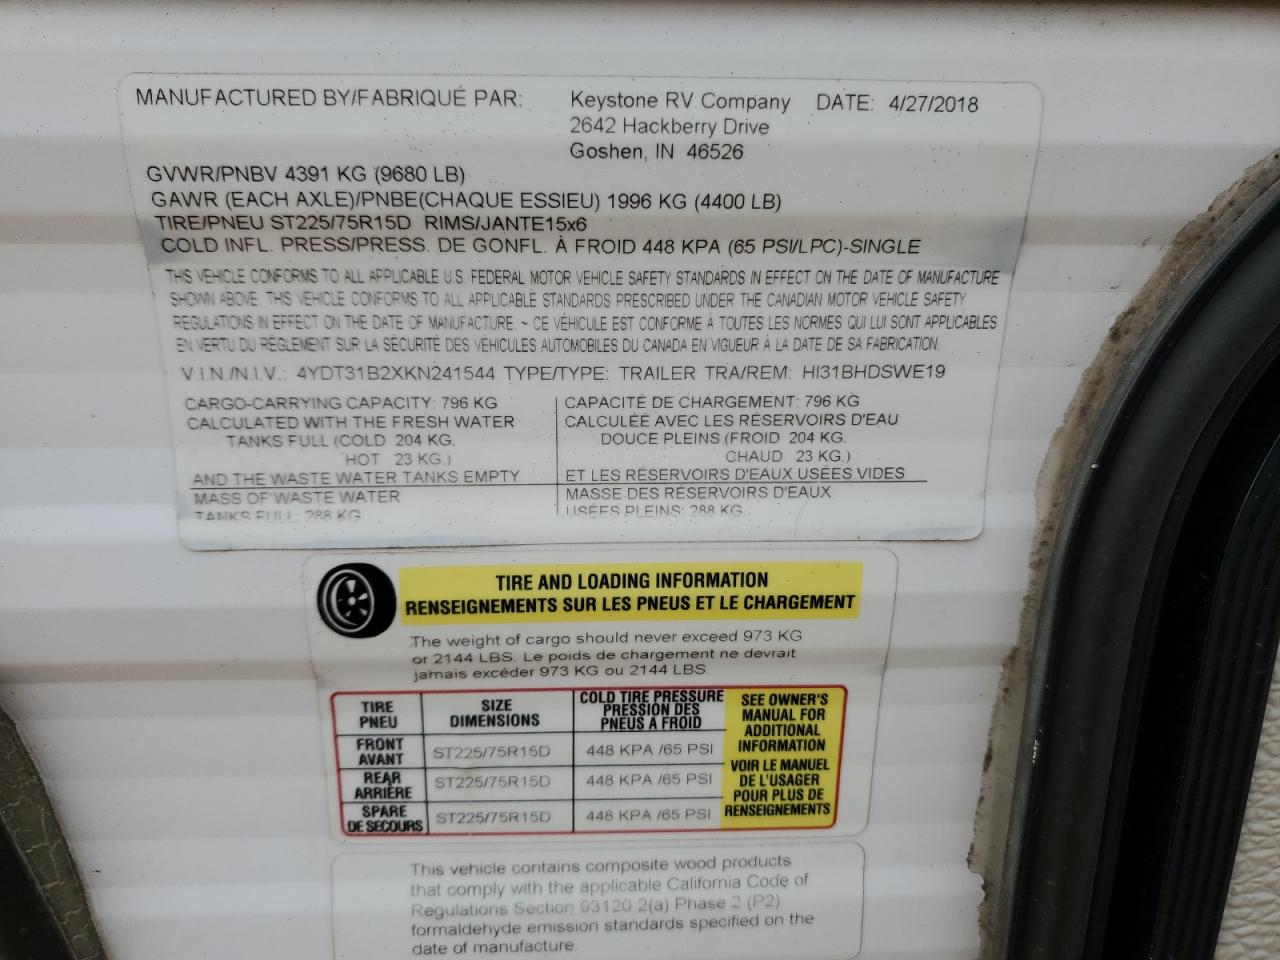 MANUFACTURED BY/FABRIQUÉ PAR: Keystone RV Company DATE: 4/27/2018
2642 Hackberry Drive
Goshen, IN 46526
GVWR/PNBV 4391 KG (9680 LB)
GAWR (EACH AXLE)/PNBE(CHAQUE ESSIEU) 1996 KG (4400 LB)
TIRE/PNEU ST225/75R15D RIMS/JANTE15x6
COLD INFL. PRESS/PRESS. DE GONFL. À FROID 448 KPA (65 PSI/LPC)-SINGLE
THIS VEHICLE CONFORMS TO ALL APPLICABLE U.S. FEDERAL MOTOR VEHICLE SAFETY STANDARDS IN EFFECT ON THE DATE OF MANUFACTURE
SHOWN ABOVE. THIS VEHICLE CONFORMS TO ALL APPLICABLE STANDARDS PRESCRIBED UNDER THE CANADIAN MOTOR VEHICLE SAFETY
REGULATIONS IN EFFECT ON THE DATE OF MANUFACTURE. ~ CE VÉHICULE EST CONFORME À TOUTES LES NORMES QUI LUI SONT APPLICABLES
EN VERTU DU RÈGLEMENT SUR LA SÉCURITÉ DES VÉHICULES AUTOMOBILES DU CANADA EN VIGUEUR À LA DATE DE SA FABRICATION.
V.I.N./N.I.V.: 4YDT31B2XKN241544 TYPE/TYPE: TRAILER TRA/REM: HI31BHDSWE19
CARGO-CARRYING CAPACITY: 796 KG
CALCULATED WITH THE FRESH WATER
TANKS FULL (COLD 204 KG.
HOT 23 KG.)
AND THE WASTE WATER TANKS EMPTY
MASS OF WASTE WATER
TANKS FULL: 288 KG
CAPACITÉ DE CHARGEMENT: 796 KG
CALCULÉE AVEC LES RÉSERVOIRS D'EAU
DOUCE PLEINS (FROID 204 KG.
CHAUD 23 KG.)
ET LES RÉSERVOIRS D'EAUX USÉES VIDES
MASSE DES RÉSERVOIRS D'EAUX
USÉES PLEINS: 288 KG
TIRE AND LOADING INFORMATION
RENSEIGNEMENTS SUR LES PNEUS ET LE CHARGEMENT
The weight of cargo should never exceed 973 KG
or 2144 LBS. Le poids de chargement ne devrait
jamais excéder 973 KG ou 2144 LBS.
TIRE
PNEU
SIZE
DIMENSIONS
COLD TIRE PRESSURE
PRESSION DES
PNEUS A FROID
FRONT
AVANT
ST225/75R15D 448 KPA /65 PSI
REAR
ARRIÈRE
ST225/75R15D 448 KPA /65 PSI
SPARE
DE SECOURS
ST225/75R15D 448 KPA /65 PSI
SEE OWNER'S
MANUAL FOR
ADDITIONAL
INFORMATION
VOIR LE MANUEL
DE L'USAGER
POUR PLUS DE
RENSEIGNEMENTS
This vehicle contains composite wood products
that comply with the applicable California Code of
Regulations Section 93120.2(a) Phase 2 (P2)
formaldehyde emission standards specified on the
date of manufacture.